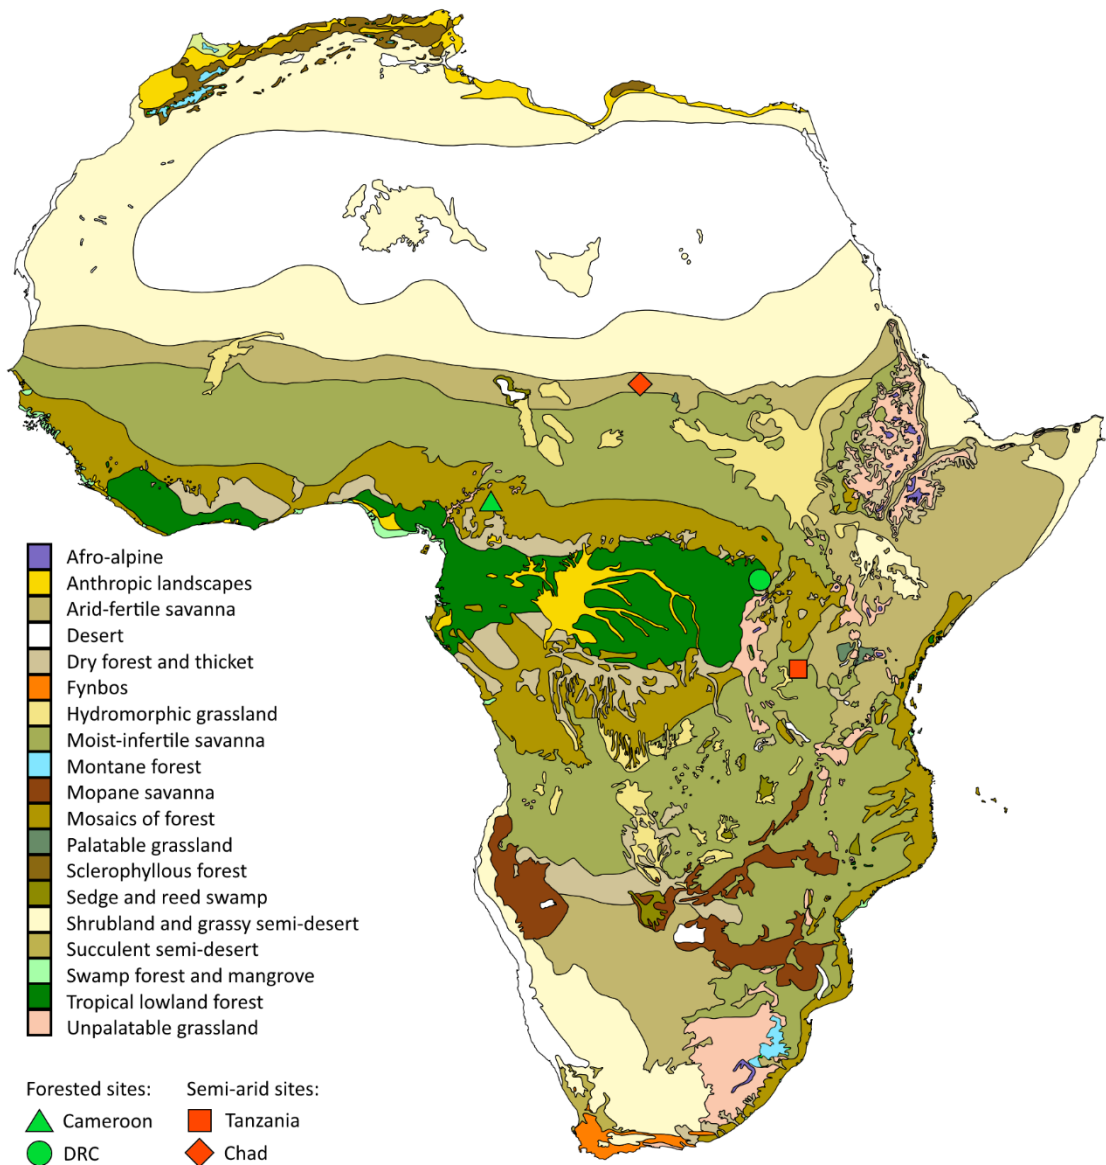 Afro-alpine
Anthropic landscapes
Arid-fertile savanna
Desert
Dry forest and thicket
Fynbos
Hydromorphic grassland
Moist-infertile savanna
Montane forest
Mopane savanna
Mosaics of forest
Palatable grassland
Sclerophyllous forest
Sedge and reed swamp
Shrubland and grassy semi-desert
Succulent semi-desert
Swamp forest and mangrove
Tropical lowland forest
Unpalatable grassland
Forested sites:
Cameroon
DRC
Semi-arid sites:
Tanzania
Chad